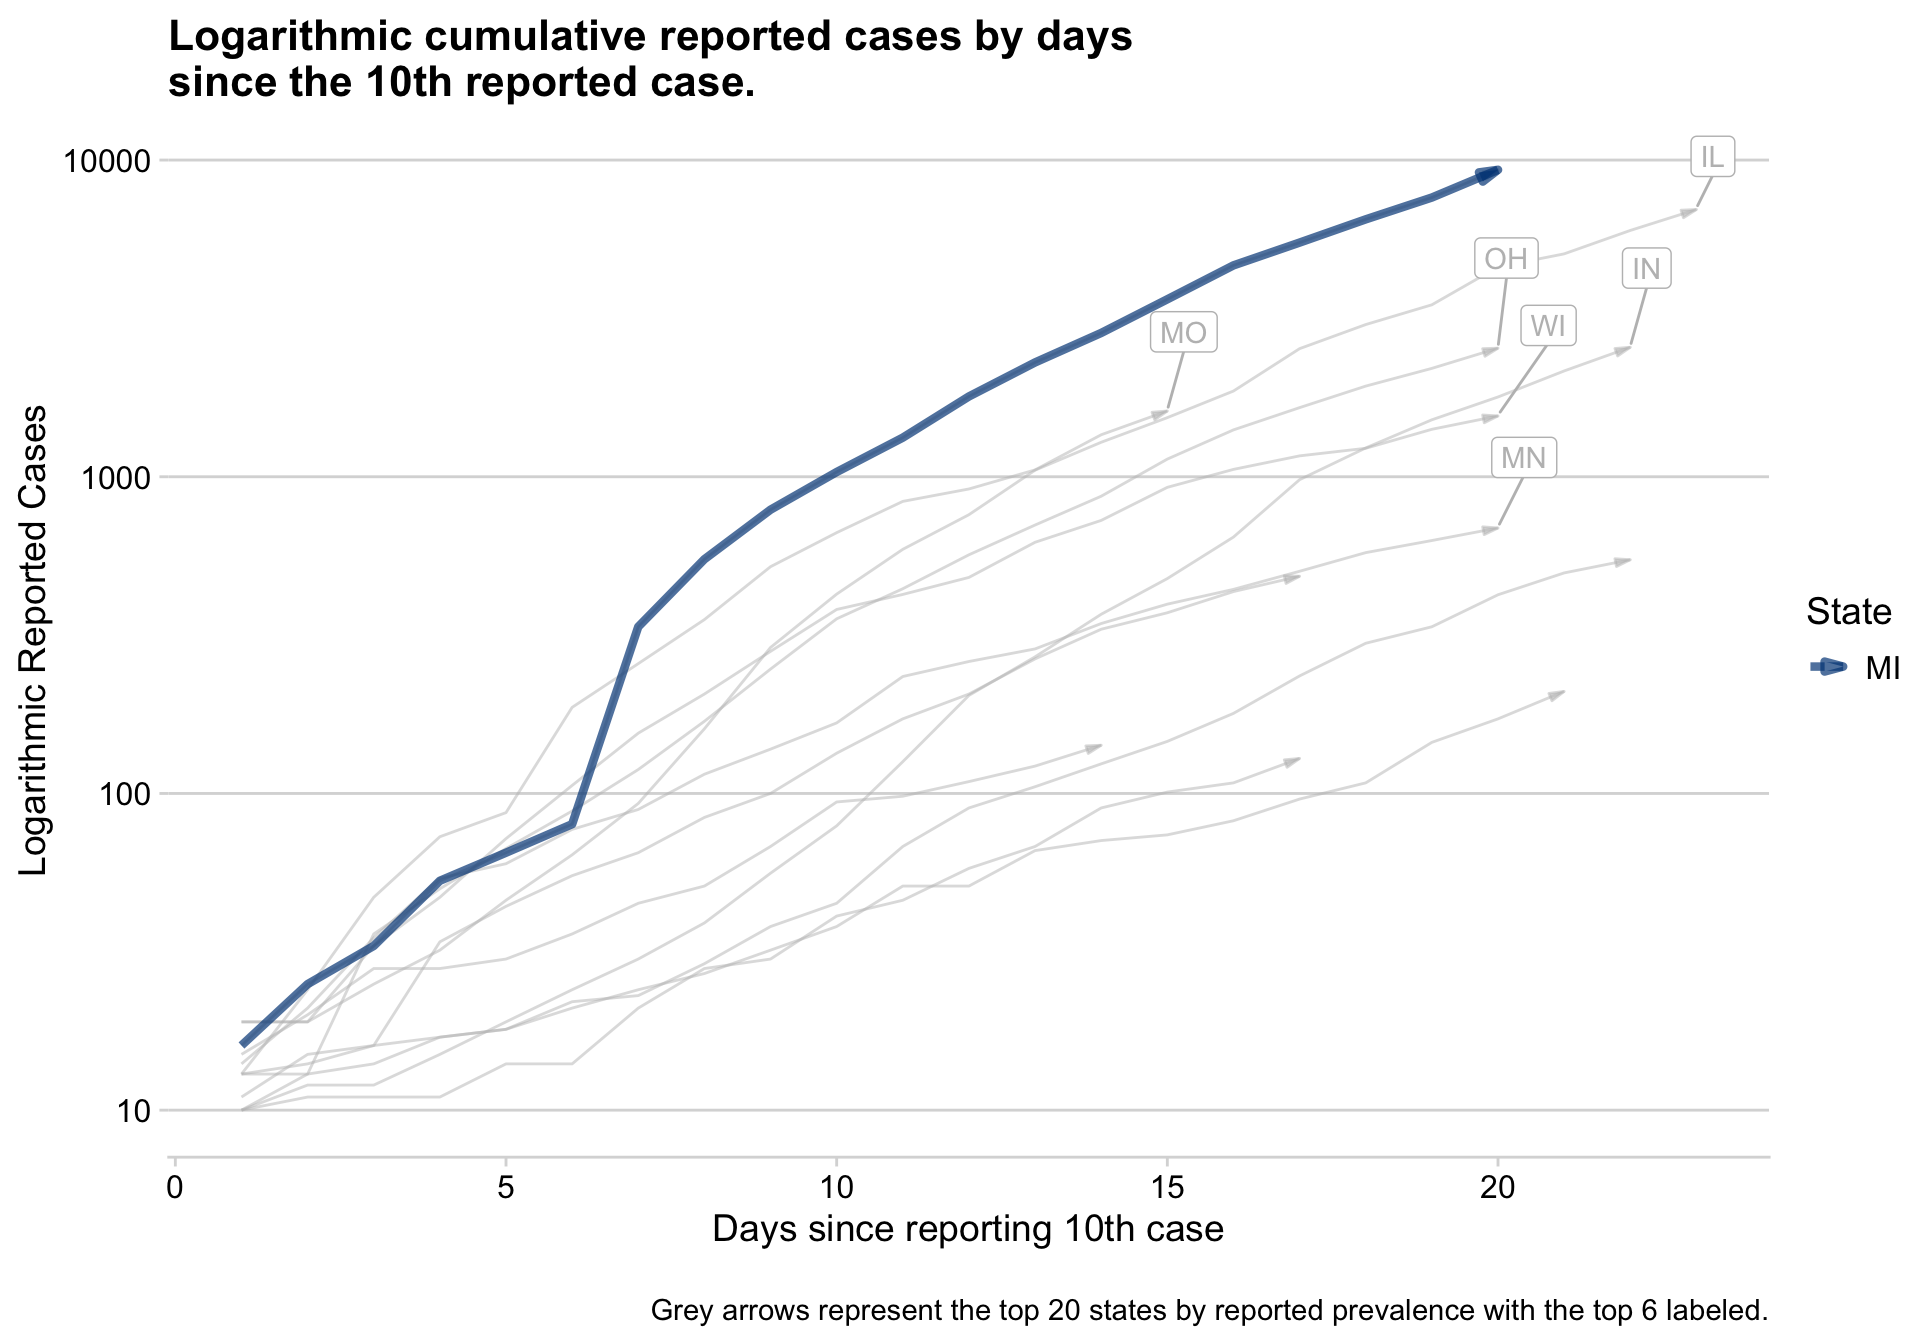 Logarithmic cumulative reported cases by days
since the 10th reported case.
10000
1000
100
10
Logarithmic Reported Cases
IL
OH
IN
WI
MO
MN
State
MI
0
5
10
15
20
Days since reporting 10th case
Grey arrows represent the top 20 states by reported prevalence with the top 6 labeled.